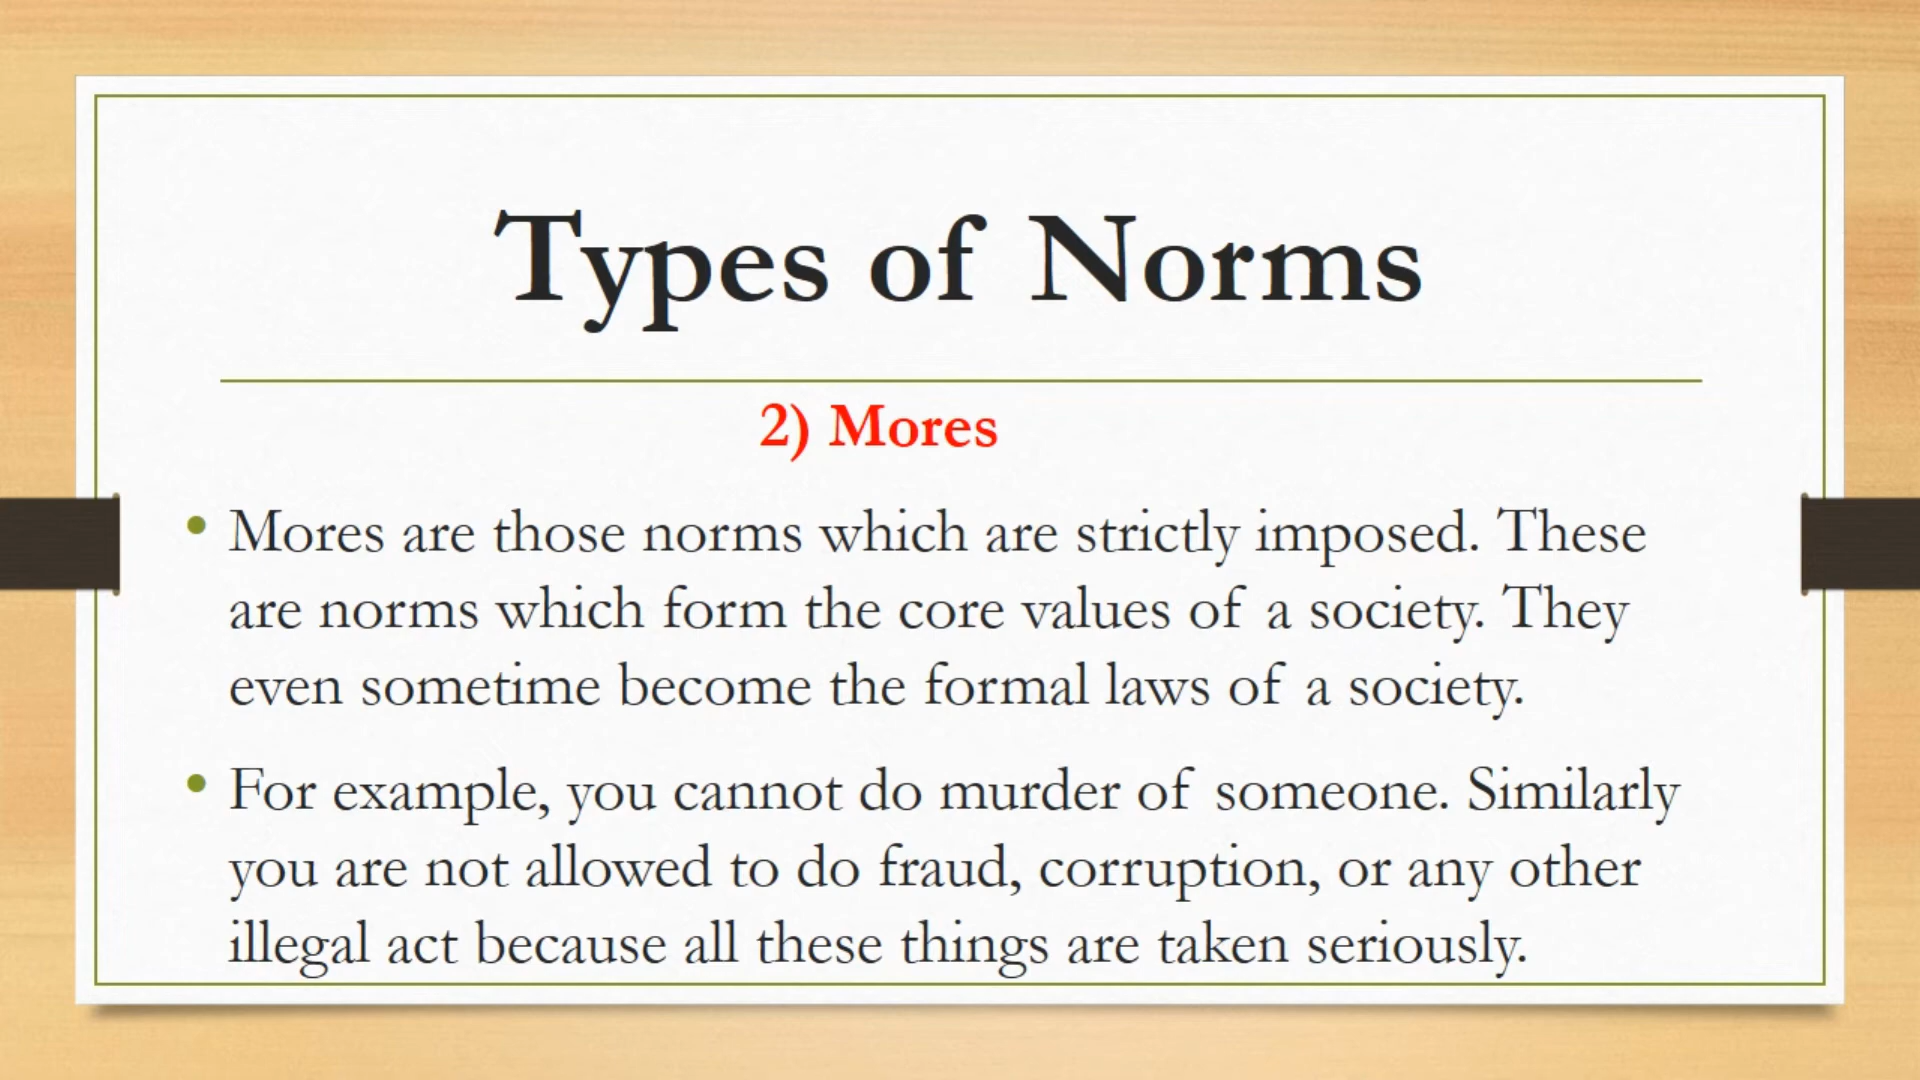 Types of Norms
2) Mores
• Mores are those norms which are strictly imposed. These
are norms which form the core values of a society. They
even sometime become the formal laws of a society.
• For example, you cannot do murder of someone. Similarly
you are not allowed to do fraud, corruption, or any other
illegal act because all these things are taken seriously.